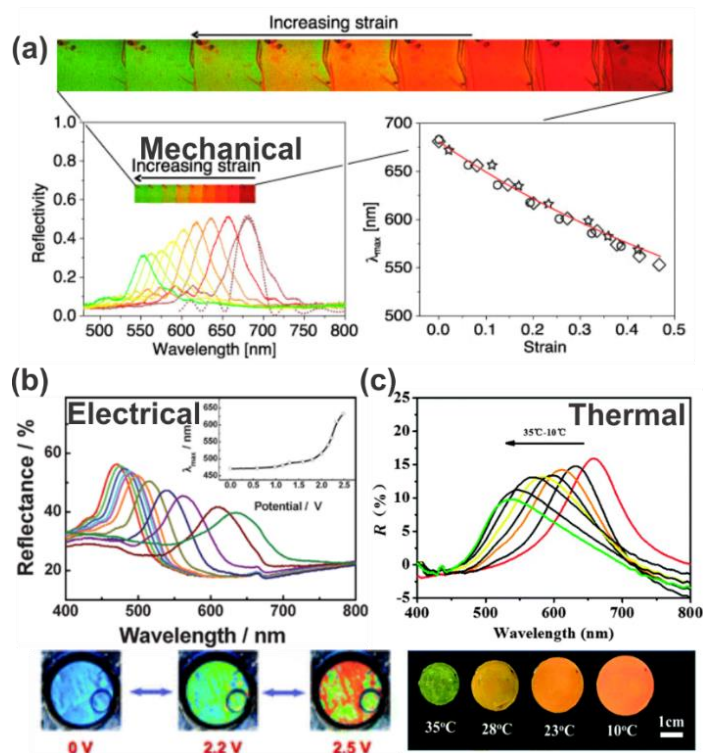 (a)
Increasing strain
Mechanical
Increasing strain
Reflectivity
1.0
0.8
0.6
0.4
0.2
0.0
500 550 600 650 700 750 800
Wavelength [nm]
λmax [nm]
700
650
600
550
500
0.0 0.1 0.2 0.3 0.4 0.5
Strain
(b)
Electrical
Reflectance / %
60
40
20
400 500 600 700 800
Wavelength / nm
λmax / nm
650
600
550
500
450
0.0 0.5 1.0 1.5 2.0 2.5
Potential / V
0 V
2.2 V
2.5 V
(c)
Thermal
35℃-10℃
R (%)
25
20
15
10
5
0
-5
400 500 600 700 800
Wavelength (nm)
35°C
28°C
23°C
10°C
1cm